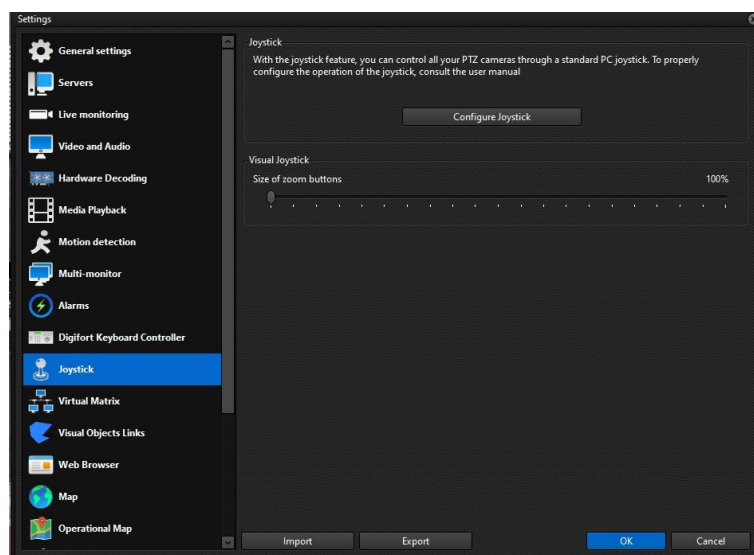 Settings
General settings
Servers
Live monitoring
Video and Audio
Hardware Decoding
Media Playback
Motion detection
Multi-monitor
Alarms
Digifort Keyboard Controller
Joystick
Virtual Matrix
Visual Objects Links
Web Browser
Map
Operational Map
Joystick
With the joystick feature, you can control all your PTZ cameras through a standard PC joystick. To properly
configure the operation of the joystick, consult the user manual
Configure Joystick
Visual Joystick
Size of zoom buttons 100%
Import Export OK Cancel